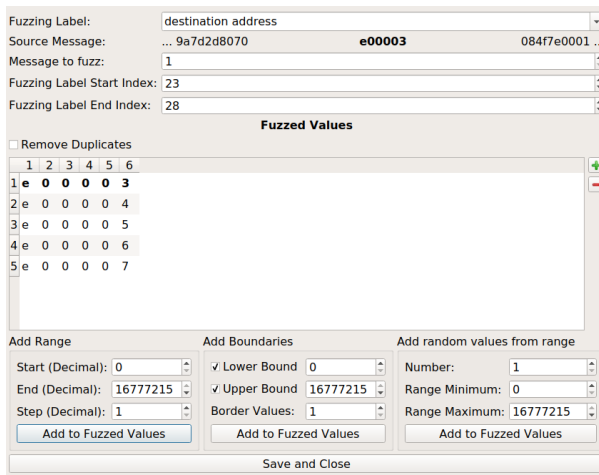 Fuzzing Label: destination address
Source Message: ... 9a7d2d8070 e00003 084f7e0001 ..
Message to fuzz: 1
Fuzzing Label Start Index: 23
Fuzzing Label End Index: 28
Fuzzed Values
Remove Duplicates
1 2 3 4 5 6
1 e 0 0 0 0 3
2 e 0 0 0 0 4
3 e 0 0 0 0 5
4 e 0 0 0 0 6
5 e 0 0 0 0 7
Add Range Add Boundaries Add random values from range
Start (Decimal): 0 Lower Bound 0 Number: 1
End (Decimal): 16777215 Upper Bound 16777215 Range Minimum: 0
Step (Decimal): 1 Border Values: 1 Range Maximum: 16777215
Add to Fuzzed Values Add to Fuzzed Values Add to Fuzzed Values
Save and Close